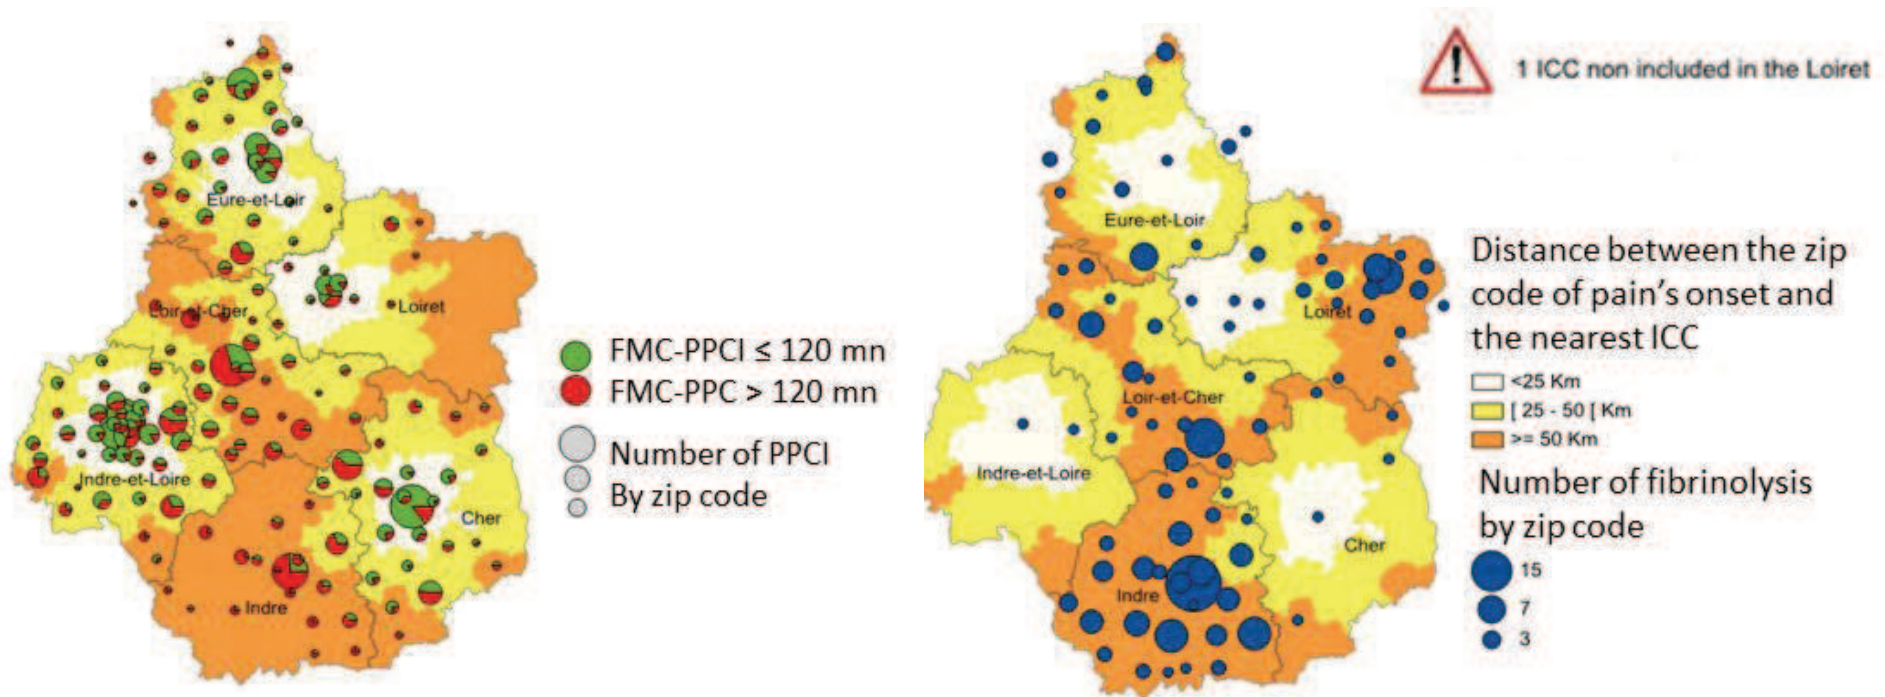 Eure-et-Loir
Loir-et-Cher
Loiret
Indre-et-Loire
Cher
Indre
FMC-PPCI ≤ 120 mn
FMC-PPC > 120 mn
Number of PPCI
By zip code
1 ICC non included in the Loiret
Eure-et-Loir
Loiret
Loir-et-Cher
Indre-et-Loire
Cher
Indre
Distance between the zip
code of pain's onset and
the nearest ICC
<25 Km
[ 25 - 50 [ Km
>= 50 Km
Number of fibrinolysis
by zip code
15
7
3